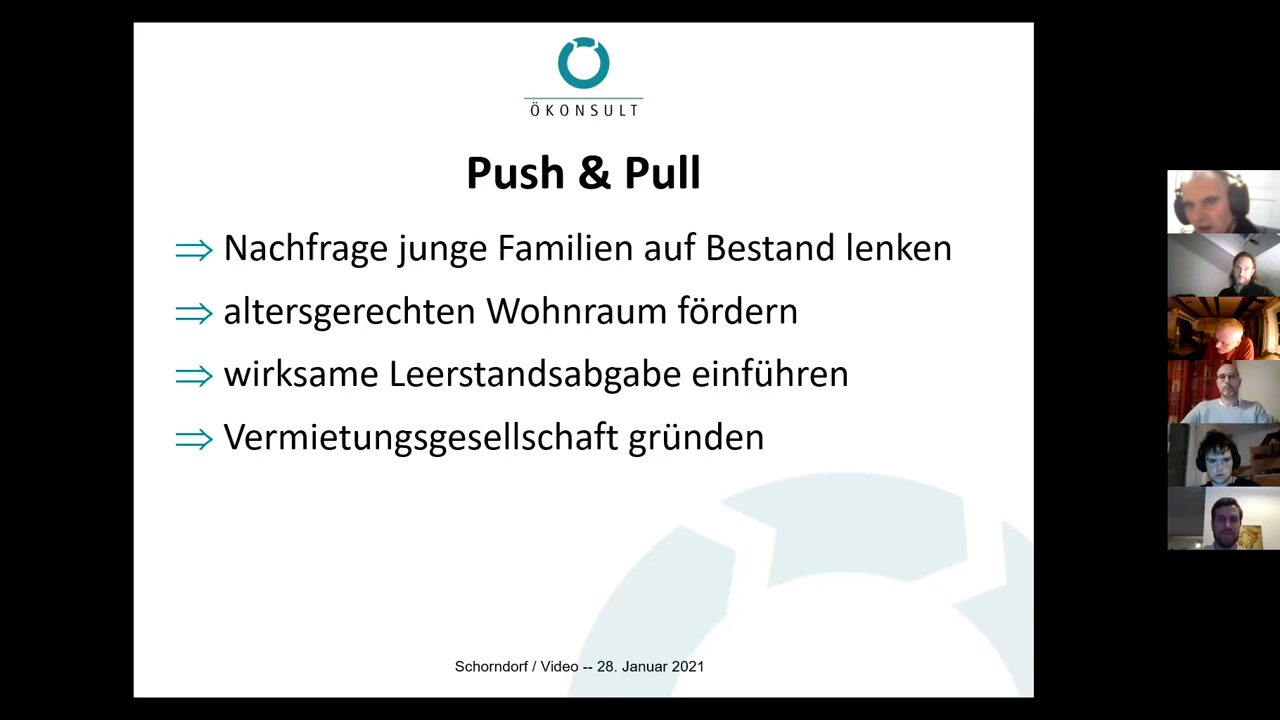 ÖKONSULT
Push & Pull
⇒ Nachfrage junge Familien auf Bestand lenken
⇒ altersgerechten Wohnraum fördern
⇒ wirksame Leerstandsabgabe einführen
⇒ Vermietungsgesellschaft gründen
Schorndorf / Video -- 28. Januar 2021